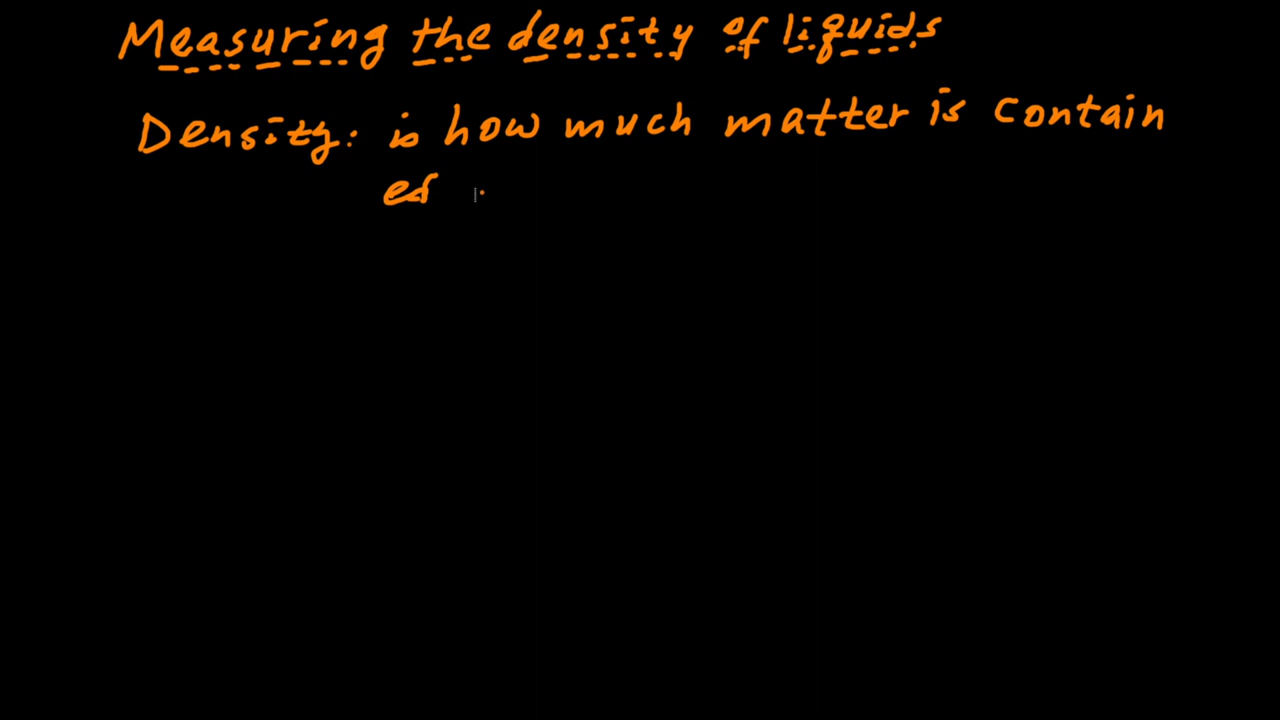 Measuring the density of liquids
Density: is how much matter is contain
ed